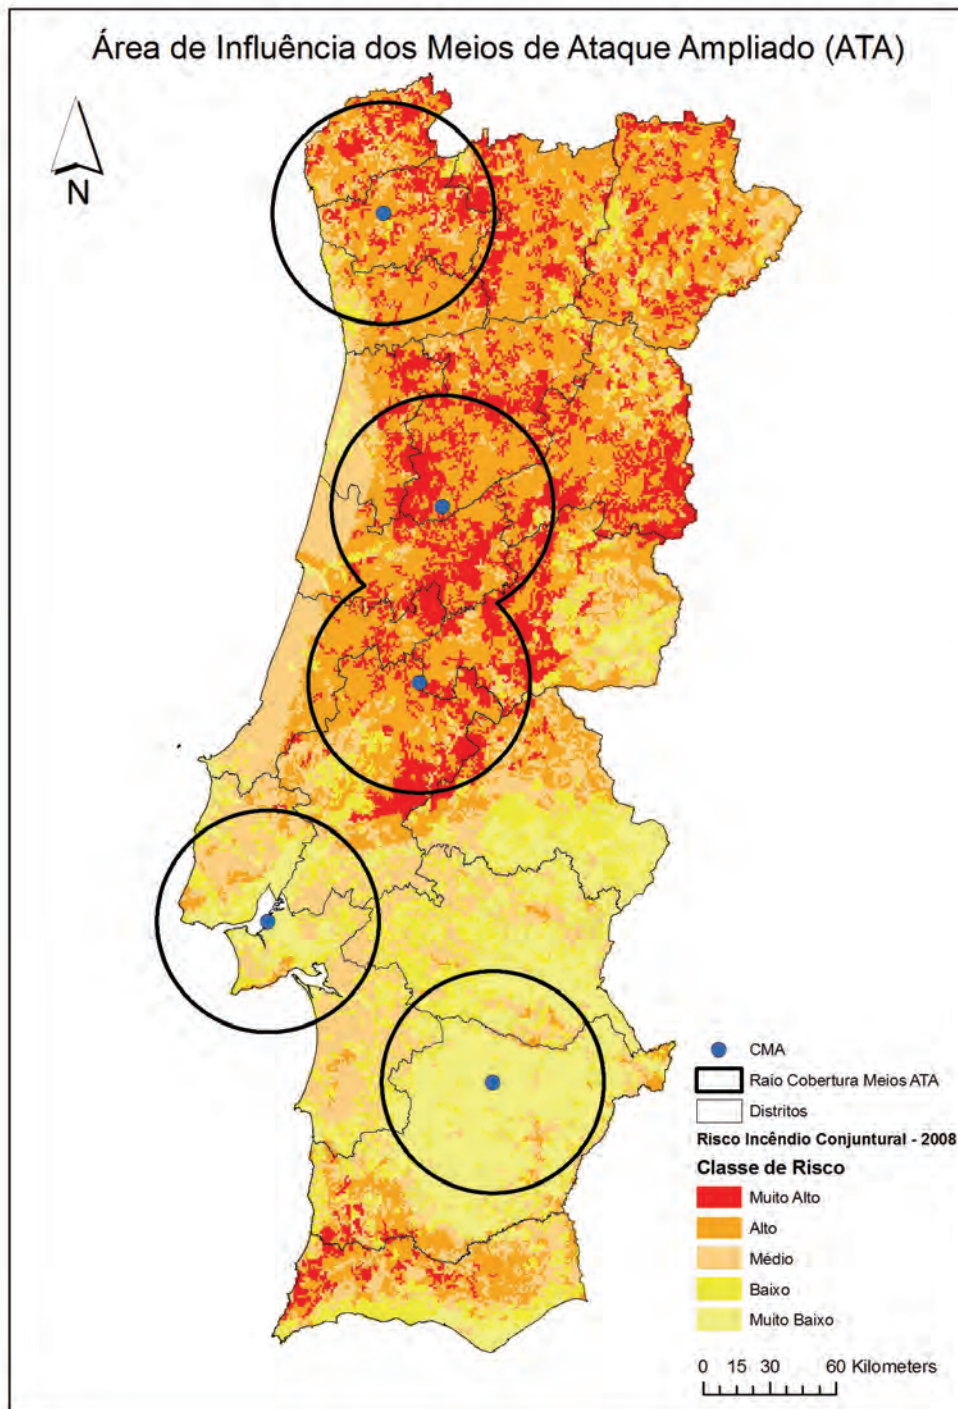 Área de Influência dos Meios de Ataque Ampliado (ATA)
N
CMA
Raio Cobertura Meios ATA
Distritos
Risco Incêndio Conjuntural - 2008
Classe de Risco
Muito Alto
Alto
Médio
Baixo
Muito Baixo
0 15 30 60 Kilometers